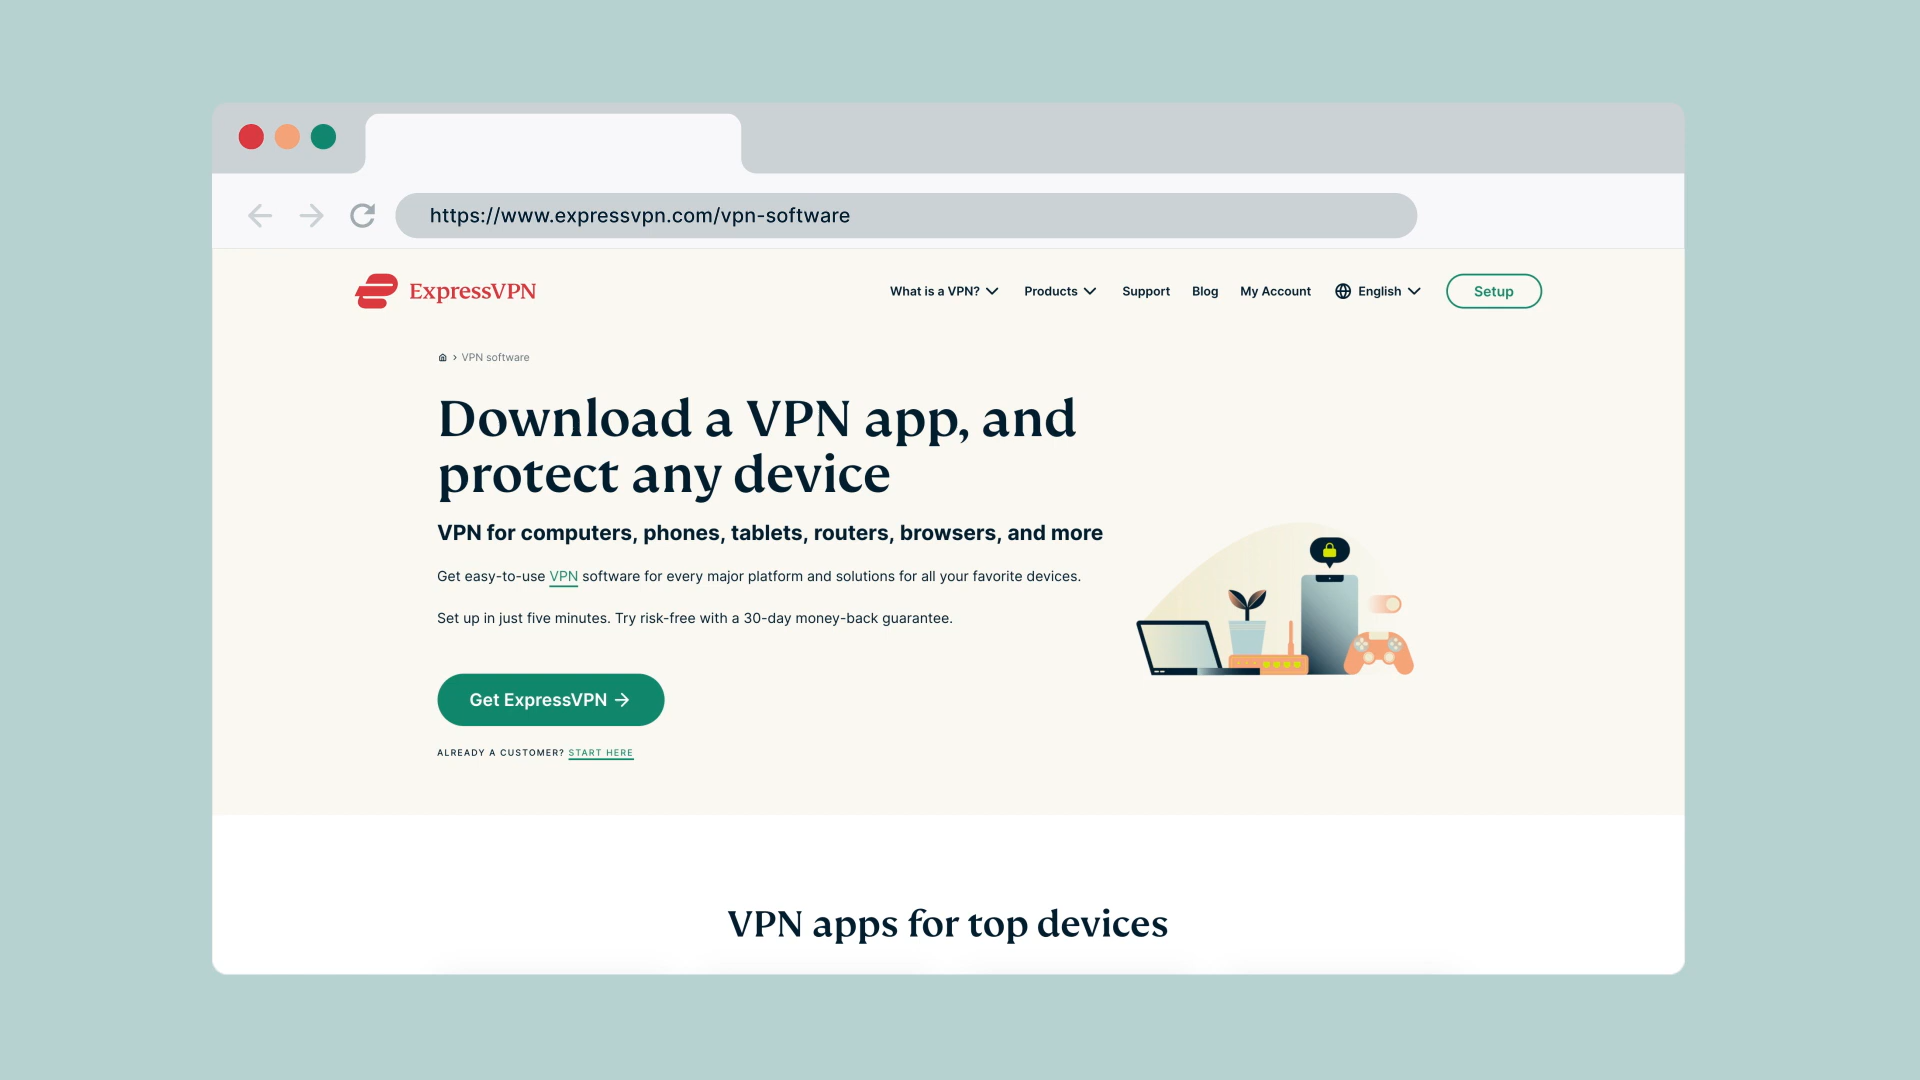 https://www.expressvpn.com/vpn-software
ExpressVPN
What is a VPN?
Products
Support
Blog
My Account
English
Setup
VPN software
Download a VPN app, and
protect any device
VPN for computers, phones, tablets, routers, browsers, and more
Get easy-to-use VPN software for every major platform and solutions for all your favorite devices.
Set up in just five minutes. Try risk-free with a 30-day money-back guarantee.
Get ExpressVPN →
ALREADY A CUSTOMER? START HERE
VPN apps for top devices